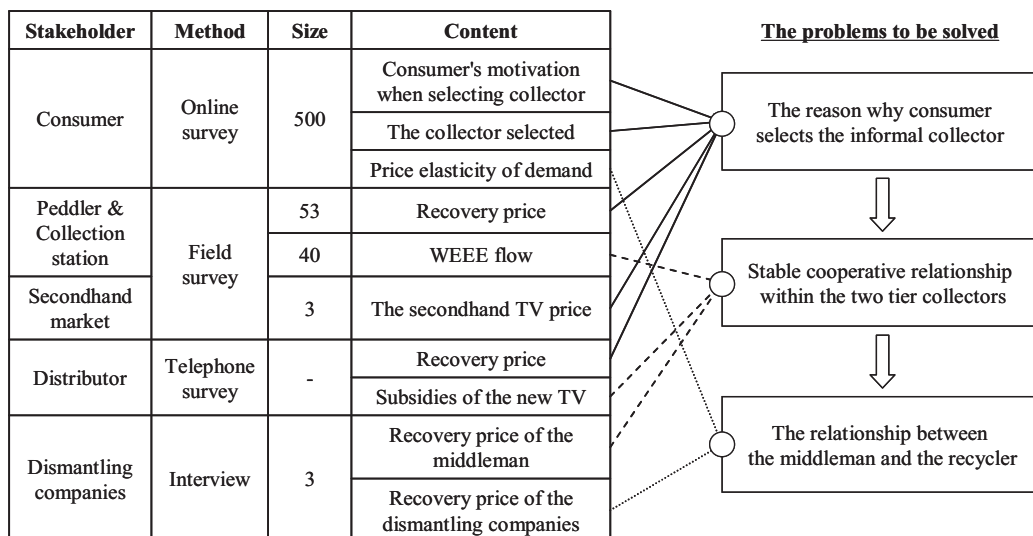 Stakeholder Method Size Content
Consumer
Online
survey
500
Consumer's motivation
when selecting collector
The collector selected
Price elasticity of demand
Peddler &
Collection
station
Field
survey
53
Recovery price
40
WEEE flow
Secondhand
market
3
The secondhand TV price
Distributor
Telephone
survey
-
Recovery price
Subsidies of the new TV
Dismantling
companies
Interview
3
Recovery price of the
middleman
Recovery price of the
dismantling companies
The problems to be solved
The reason why consumer
selects the informal collector
Stable cooperative relationship
within the two tier collectors
The relationship between
the middleman and the recycler